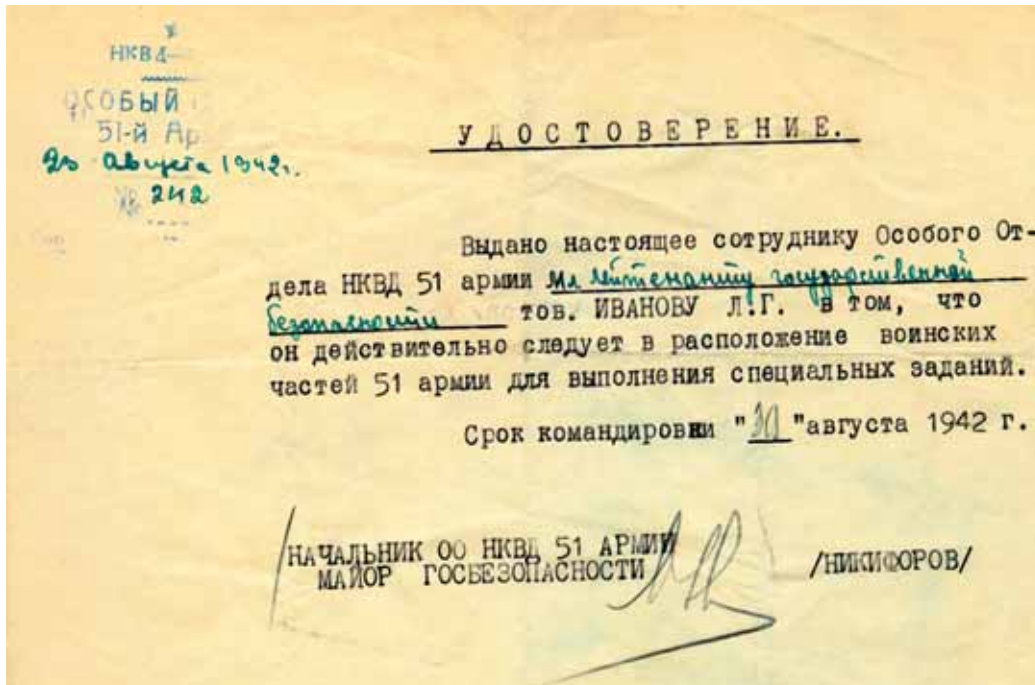 НКВД
ОСОБЫЙ
51-й Ар
августа 1942г.
№ 242
УДОСТОВЕРЕНИЕ.
Выдано настоящее сотруднику Особого От-
дела НКВД 51 армии мл лейтенанту государственной
безопасности тов. ИВАНОВУ Л.Г. в том, что
он действительно следует в расположение воинских
частей 51 армии для выполнения специальных заданий.
Срок командировки "30"августа 1942 г.
НАЧАЛЬНИК ОО НКВД 51 АРМИИ
МАЙОР ГОСБЕЗОПАСНОСТИ /НИКИФОРОВ/